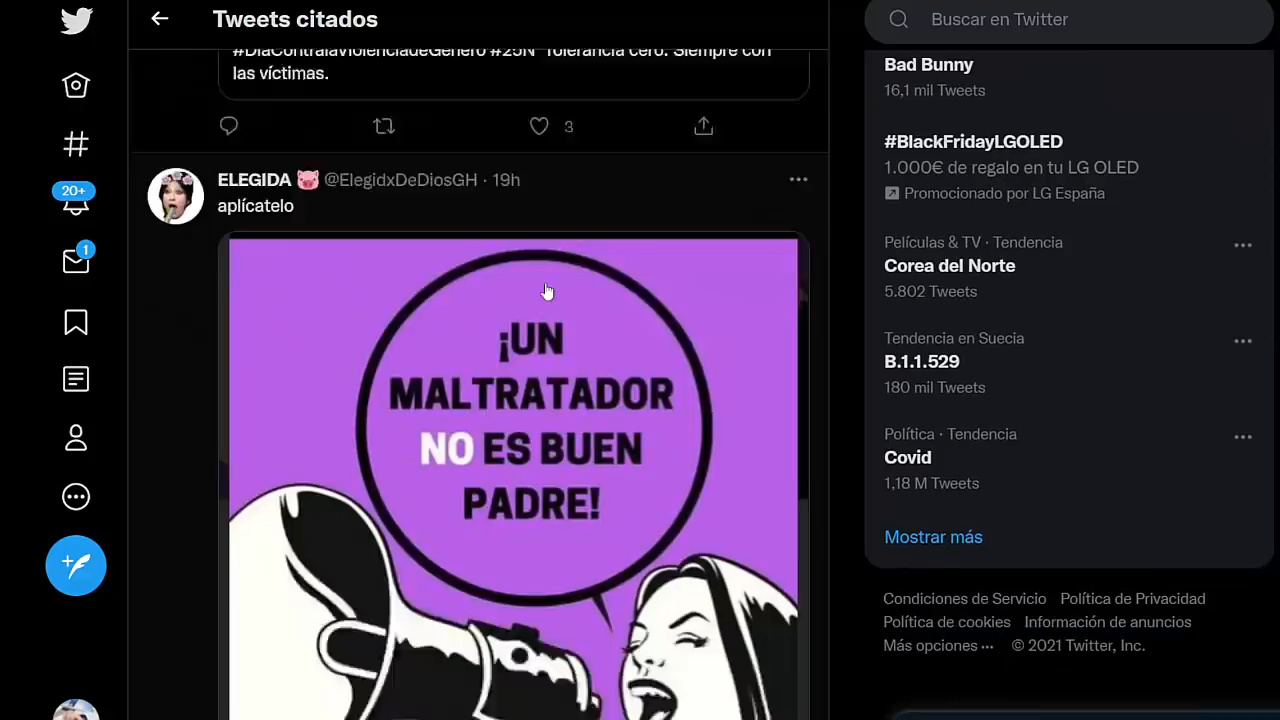 Tweets citados
#DíaContralaViolenciadeGénero #25N Tolerancia cero. Siempre con
las víctimas.
3
ELEGIDA 🐷 @ElegidxDeDiosGH · 19h
aplícatelo
¡UN
MALTRATADOR
NO ES BUEN
PADRE!
20+
1
Buscar en Twitter
Bad Bunny
16,1 mil Tweets
#BlackFridayLGOLED
1.000€ de regalo en tu LG OLED
Promocionado por LG España
Películas & TV · Tendencia
Corea del Norte
5.802 Tweets
Tendencia en Suecia
B.1.1.529
180 mil Tweets
Política · Tendencia
Covid
1,18 M Tweets
Mostrar más
Condiciones de Servicio Política de Privacidad
Política de cookies Información de anuncios
Más opciones ··· © 2021 Twitter, Inc.